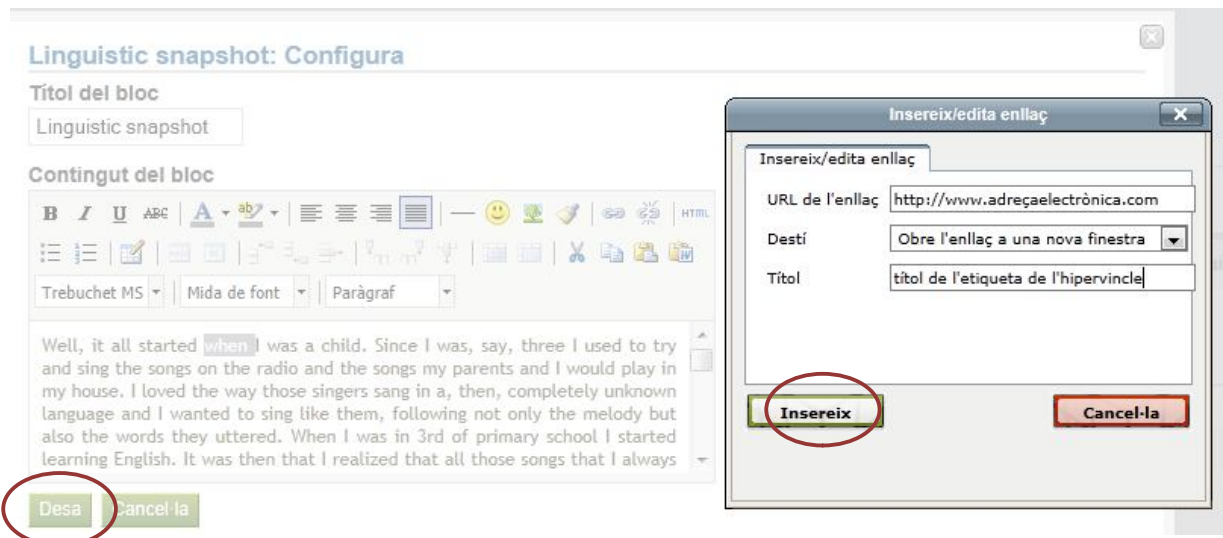 Linguistic snapshot: Configura
Títol del bloc
Linguistic snapshot
Contingut del bloc
B I U ABC A ab HTML
Trebuchet MS Mida de font Paràgraf
Well, it all started when I was a child. Since I was, say, three I used to try
and sing the songs on the radio and the songs my parents and I would play in
my house. I loved the way those singers sang in a, then, completely unknown
language and I wanted to sing like them, following not only the melody but
also the words they uttered. When I was in 3rd of primary school I started
learning English. It was then that I realized that all those songs that I always
Desa Cancel·la
Insereix/edita enllaç
Insereix/edita enllaç
URL de l'enllaç http://www.adreçaelectrònica.com
Destí Obre l'enllaç a una nova finestra
Títol títol de l'etiqueta de l'hipervincle
Insereix Cancel·la